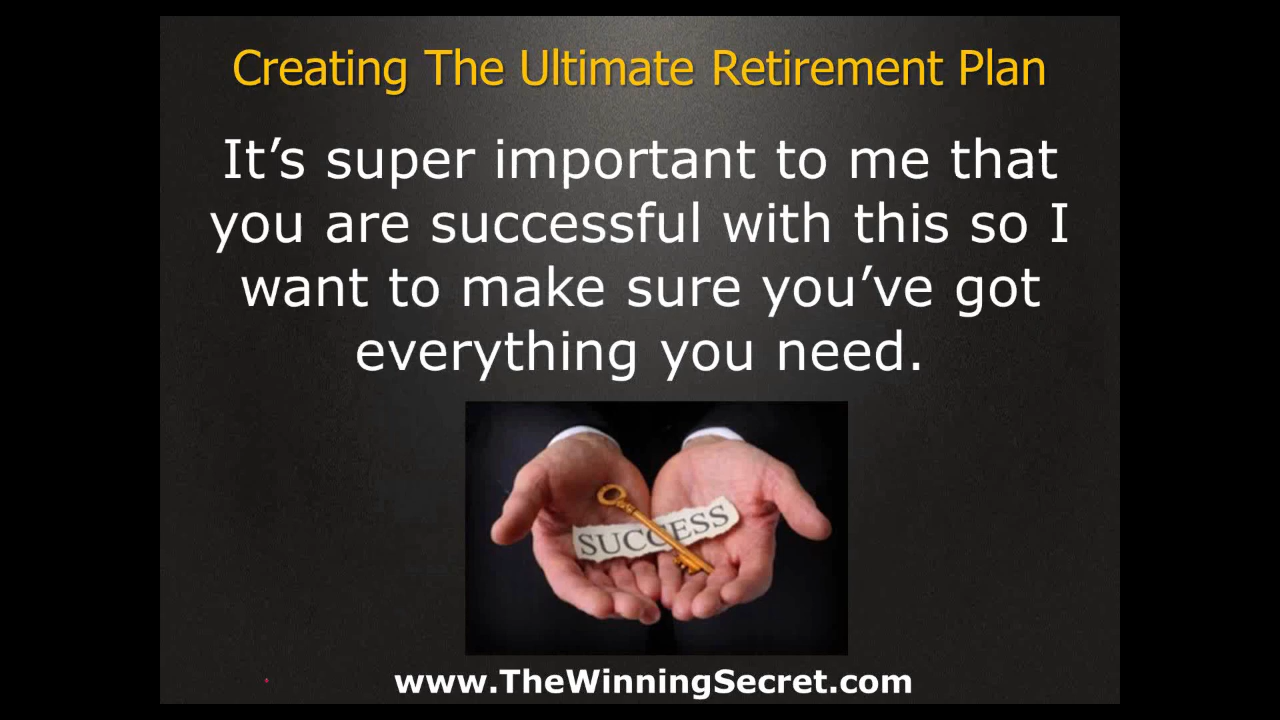 Creating The Ultimate Retirement Plan
It’s super important to me that
you are successful with this so I
want to make sure you’ve got
everything you need.
SUCCESS
www.TheWinningSecret.com